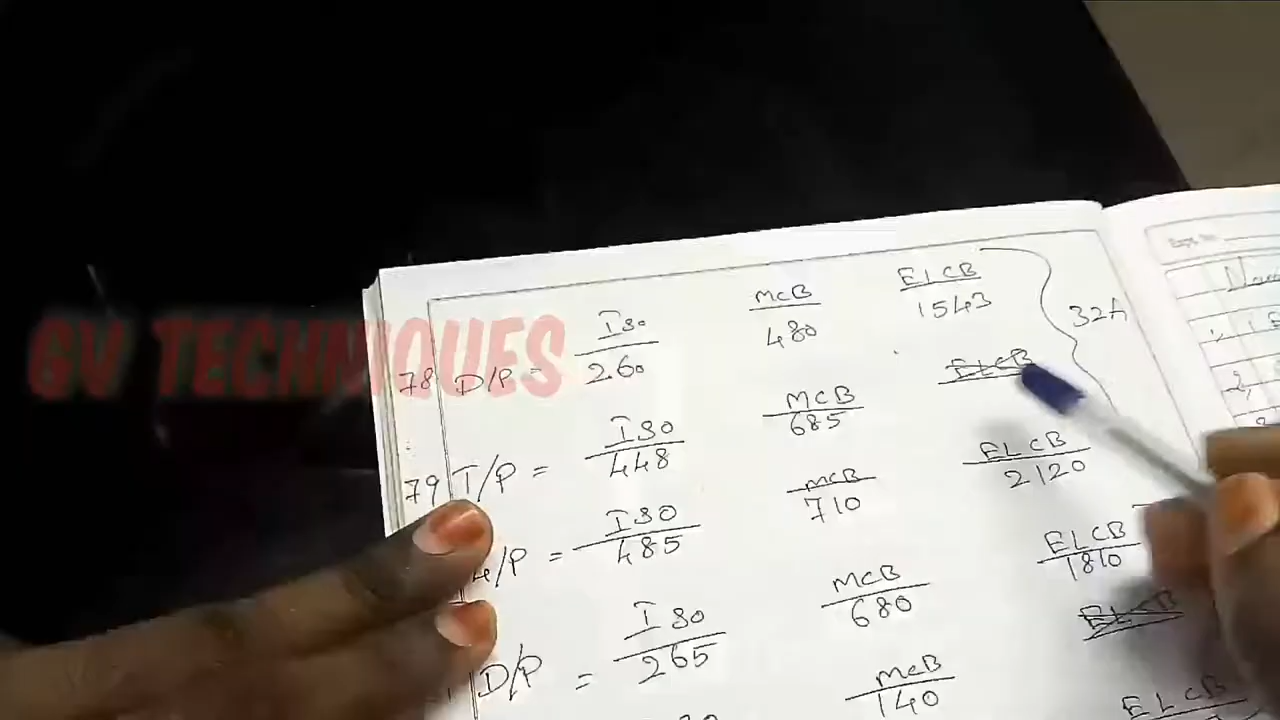 GV TECHNIQUES
78 D/P = ISO MCB ELCB
260 480 1543
32A
79 T/P = ISO MCB ELCB
448 685
4/P = ISO MCB ELCB
485 710 2120
D/P = ISO MCB ELCB
265 680 1810
MCB ELCB
140
ELCB